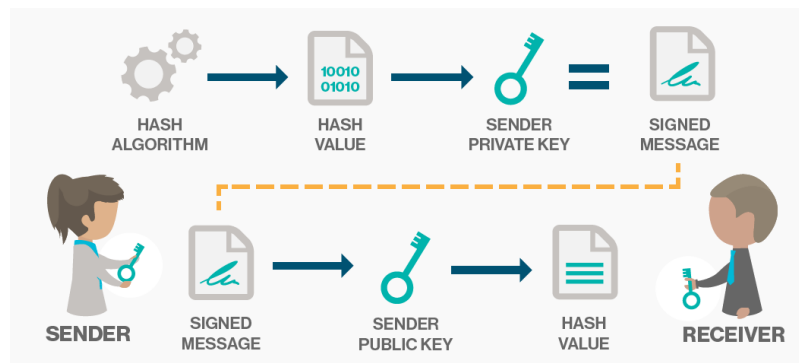 10010
01010
HASH
ALGORITHM
HASH
VALUE
SENDER
PRIVATE KEY
SIGNED
MESSAGE
SENDER
SIGNED
MESSAGE
SENDER
PUBLIC KEY
HASH
VALUE
RECEIVER